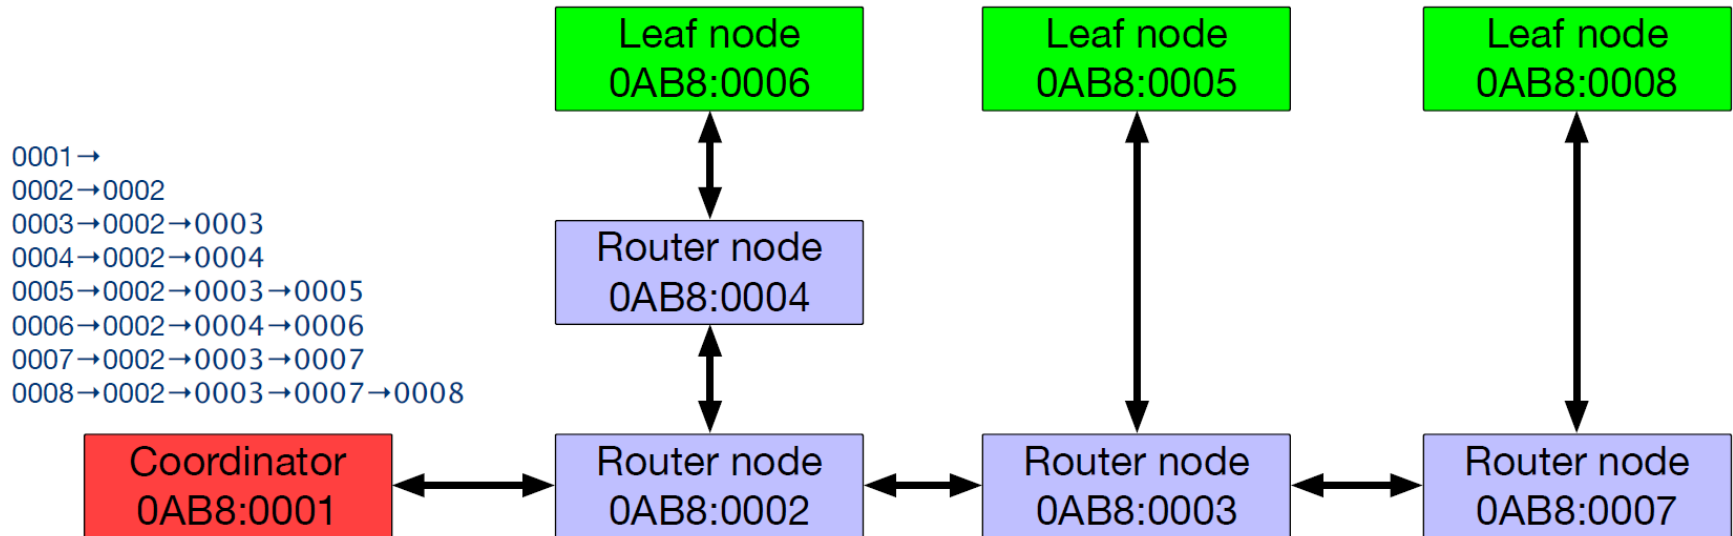 Leaf node
0AB8:0006
Leaf node
0AB8:0005
Leaf node
0AB8:0008
0001→
0002→0002
0003→0002→0003
0004→0002→0004
0005→0002→0003→0005
0006→0002→0004→0006
0007→0002→0003→0007
0008→0002→0003→0007→0008
Router node
0AB8:0004
Coordinator
0AB8:0001
Router node
0AB8:0002
Router node
0AB8:0003
Router node
0AB8:0007